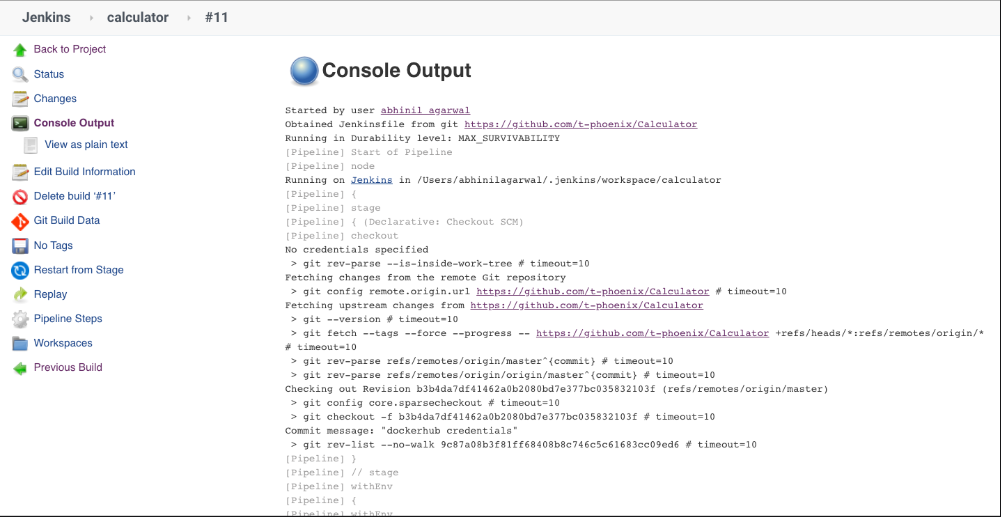 Jenkins › calculator › #11
Back to Project
Status
Changes
Console Output
View as plain text
Edit Build Information
Delete build '#11'
Git Build Data
No Tags
Restart from Stage
Replay
Pipeline Steps
Workspaces
Previous Build
Console Output
Started by user abhinil agarwal
Obtained Jenkinsfile from git https://github.com/t-phoenix/Calculator
Running in Durability level: MAX_SURVIVABILITY
[Pipeline] Start of Pipeline
[Pipeline] node
Running on Jenkins in /Users/abhinilagarwal/.jenkins/workspace/calculator
[Pipeline] {
[Pipeline] stage
[Pipeline] { (Declarative: Checkout SCM)
[Pipeline] checkout
No credentials specified
> git rev-parse --is-inside-work-tree # timeout=10
Fetching changes from the remote Git repository
> git config remote.origin.url https://github.com/t-phoenix/Calculator # timeout=10
Fetching upstream changes from https://github.com/t-phoenix/Calculator
> git --version # timeout=10
> git fetch --tags --force --progress -- https://github.com/t-phoenix/Calculator +refs/heads/*:refs/remotes/origin/*
# timeout=10
> git rev-parse refs/remotes/origin/master^{commit} # timeout=10
> git rev-parse refs/remotes/origin/origin/master^{commit} # timeout=10
Checking out Revision b3b4da7df41462a0b2080bd7e377bc035832103f (refs/remotes/origin/master)
> git config core.sparsecheckout # timeout=10
> git checkout -f b3b4da7df41462a0b2080bd7e377bc035832103f # timeout=10
Commit message: "dockerhub credentials"
> git rev-list --no-walk 9c87a08b3f81ff68408b8c746c5c61683cc09ed6 # timeout=10
[Pipeline] }
[Pipeline] // stage
[Pipeline] withEnv
[Pipeline] {
[Pipeline] withEnv